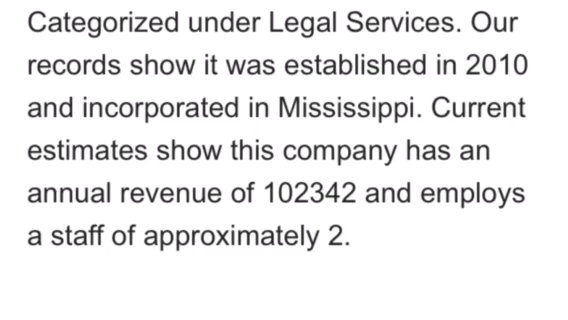 Categorized under Legal Services. Our
records show it was established in 2010
and incorporated in Mississippi. Current
estimates show this company has an
annual revenue of 102342 and employs
a staff of approximately 2.